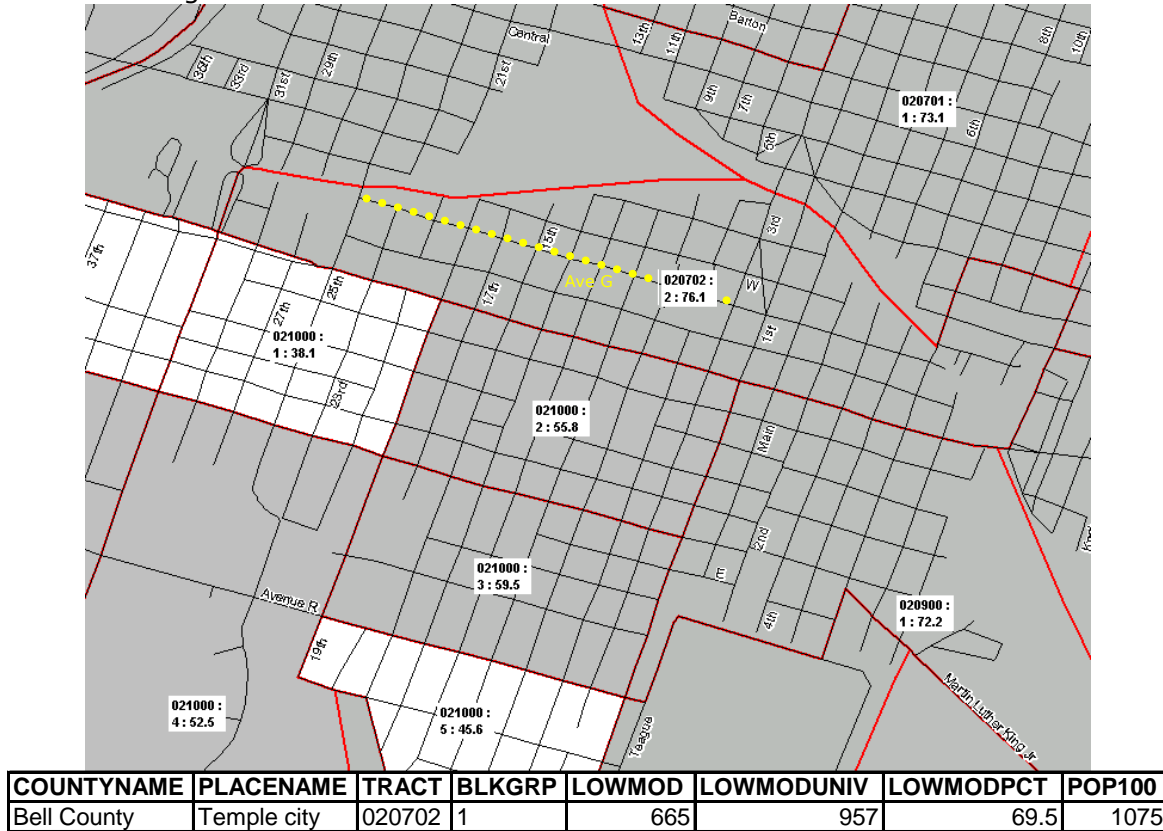 Barton
13th
11th
8th
10th
Central
36th
33rd
31st
29th
21st
9th
7th
020701 :
1 : 73.1
6th
5th
3rd
15th
37th
25th
17th
Ave G
020702 :
2 : 76.1
W
27th
1st
021000 :
1 : 38.1
23rd
021000 :
2 : 55.8
Main
2nd
021000 :
3 : 59.5
E
Avenue R
020900 :
1 : 72.2
4th
19th
021000 :
4 : 52.5
021000 :
5 : 45.6
Teague
Martin Luther King Jr
COUNTYNAME PLACENAME TRACT BLKGRP LOWMOD LOWMODUNIV LOWMODPCT POP100
Bell County Temple city 020702 1 665 957 69.5 1075